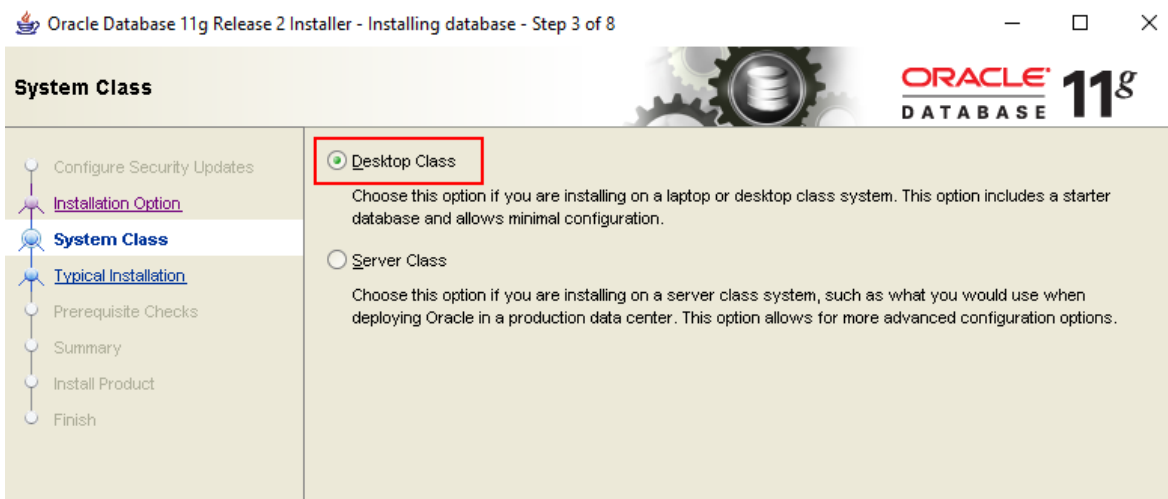 Oracle Database 11g Release 2 Installer - Installing database - Step 3 of 8
System Class
ORACLE
DATABASE
11g
Configure Security Updates
Installation Option
System Class
Typical Installation
Prerequisite Checks
Summary
Install Product
Finish
Desktop Class
Choose this option if you are installing on a laptop or desktop class system. This option includes a starter
database and allows minimal configuration.
Server Class
Choose this option if you are installing on a server class system, such as what you would use when
deploying Oracle in a production data center. This option allows for more advanced configuration options.